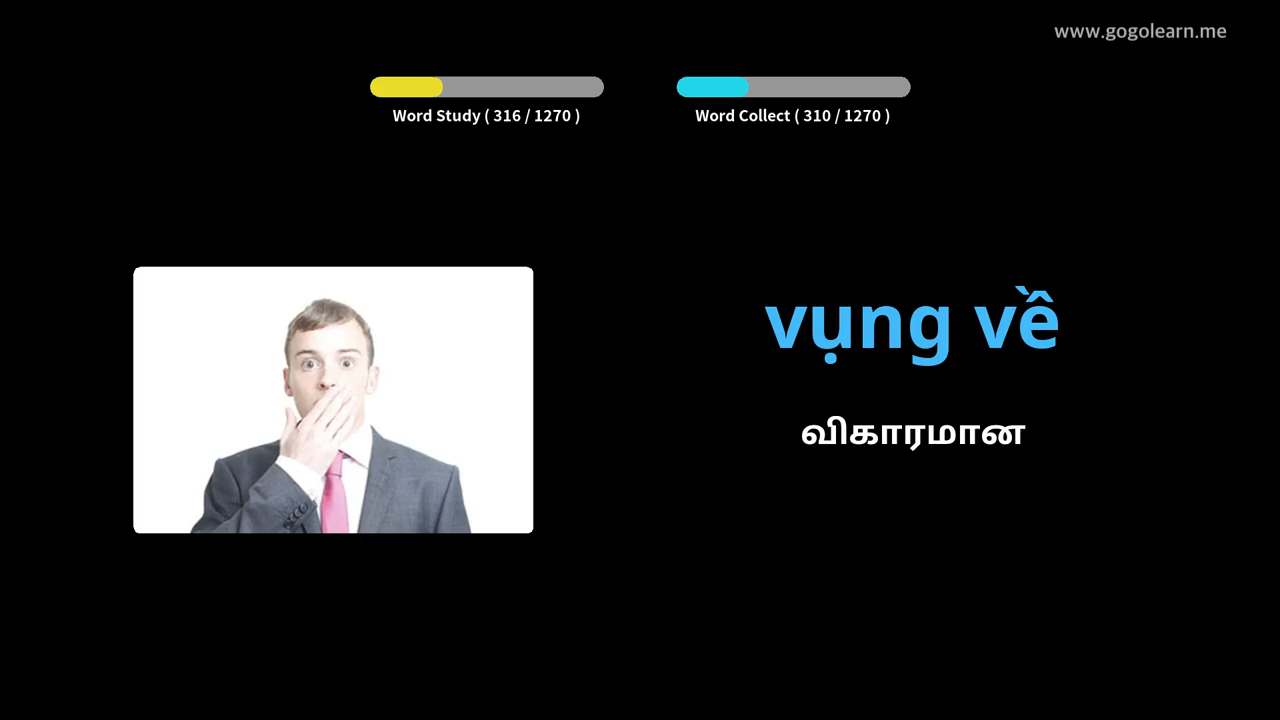 www.gogolearn.me
Word Study ( 316 / 1270 )
Word Collect ( 310 / 1270 )
vụng về
விகாரமான